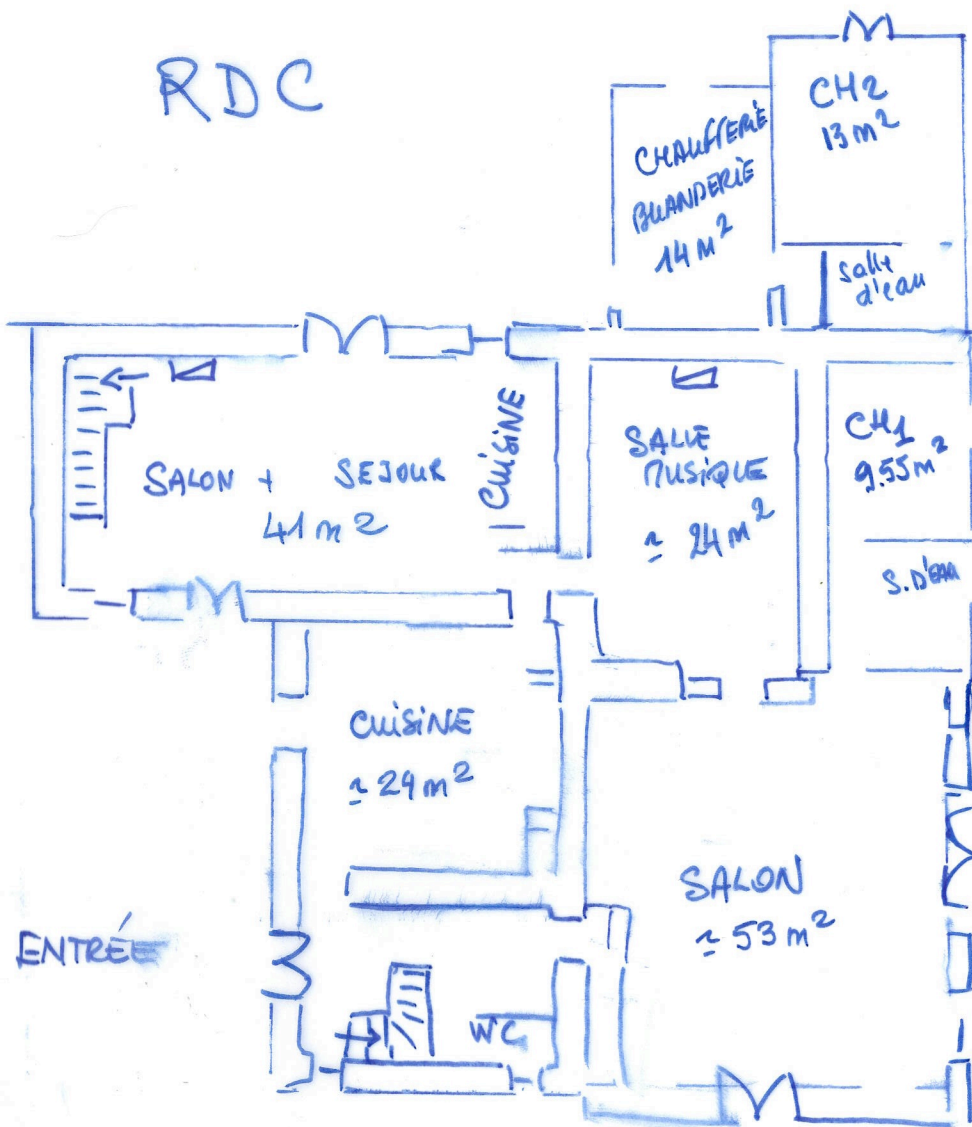 RDC
CH2
13 m²
CHAUFFERIE
BUANDERIE
14 M²
Salle
d'eau
SALON + SEJOUR
41 m²
CUISINE
SALLE
MUSIQUE
≃ 24 m²
CH1
9.55 m²
S. D'EAU
CUISINE
≃ 24 m²
SALON
≃ 53 m²
ENTRÉE
WC